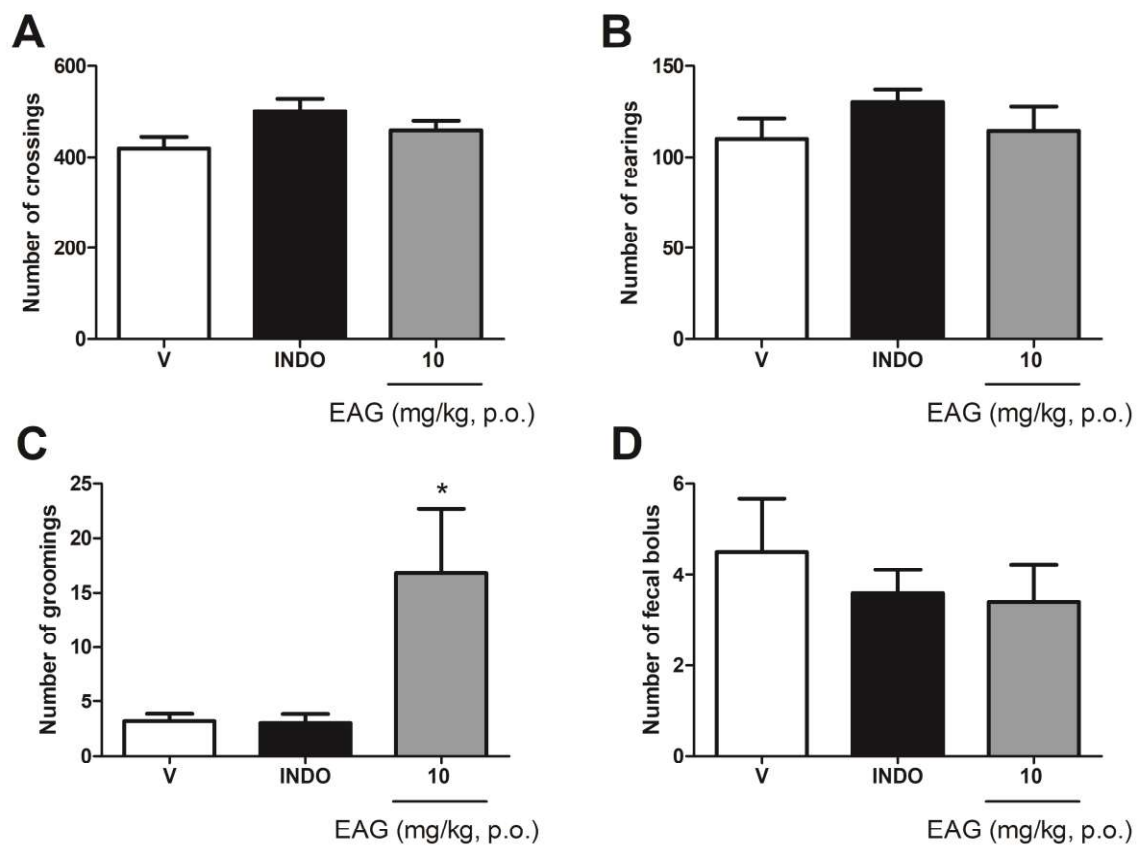 A
Number of crossings
600
400
200
0
V INDO 10
EAG (mg/kg, p.o.)
B
Number of rearings
150
100
50
0
V INDO 10
EAG (mg/kg, p.o.)
C
Number of groomings
25
20
15
10
5
0
*
V INDO 10
EAG (mg/kg, p.o.)
D
Number of fecal bolus
6
4
2
0
V INDO 10
EAG (mg/kg, p.o.)